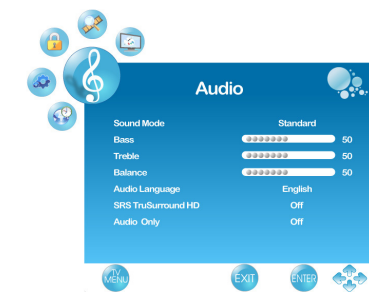 Audio
Sound Mode Standard
Bass 50
Treble 50
Balance 50
Audio Language English
SRS TruSurround HD Off
Audio Only Off
TV MENU EXIT ENTER